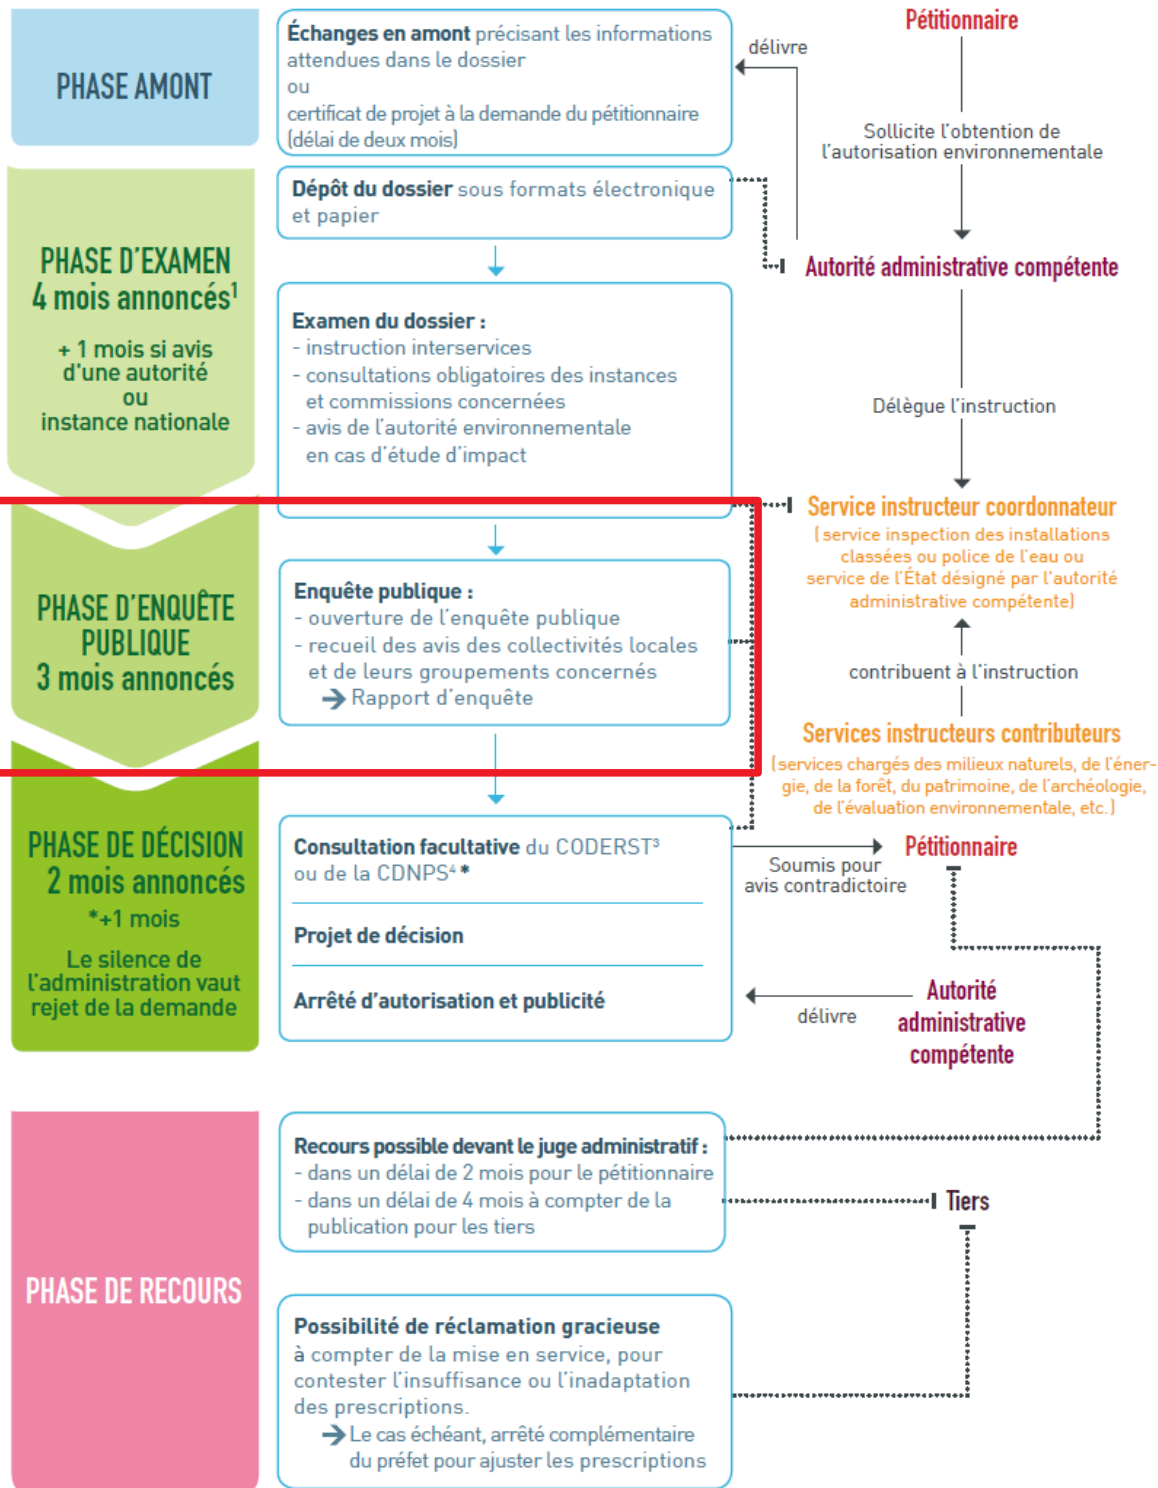 PHASE AMONT
Échanges en amont précisant les informations
attendues dans le dossier
ou
certificat de projet à la demande du pétitionnaire
(délai de deux mois)
délivre
Pétitionnaire
Sollicite l'obtention de
l'autorisation environnementale
Autorité administrative compétente
PHASE D'EXAMEN
4 mois annoncés¹
+ 1 mois si avis
d'une autorité
ou
instance nationale
Dépôt du dossier sous formats électronique
et papier
Examen du dossier :
- instruction interservices
- consultations obligatoires des instances
et commissions concernées
- avis de l'autorité environnementale
en cas d'étude d'impact
Délègue l'instruction
Service instructeur coordonnateur
(service inspection des installations
classées ou police de l'eau ou
service de l'État désigné par l'autorité
administrative compétente)
contribuent à l'instruction
Services instructeurs contributeurs
(services chargés des milieux naturels, de l'éner-
gie, de la forêt, du patrimoine, de l'archéologie,
de l'évaluation environnementale, etc.)
PHASE D'ENQUÊTE
PUBLIQUE
3 mois annoncés
Enquête publique :
- ouverture de l'enquête publique
- recueil des avis des collectivités locales
et de leurs groupements concernés
→ Rapport d'enquête
PHASE DE DÉCISION
2 mois annoncés
*+1 mois
Le silence de
l'administration vaut
rejet de la demande
Consultation facultative du CODERST³
ou de la CDNPS⁴ *
Projet de décision
Arrêté d'autorisation et publicité
Soumis pour
avis contradictoire
Pétitionnaire
délivre
Autorité
administrative
compétente
PHASE DE RECOURS
Recours possible devant le juge administratif :
- dans un délai de 2 mois pour le pétitionnaire
- dans un délai de 4 mois à compter de la
publication pour les tiers
Tiers
Possibilité de réclamation gracieuse
à compter de la mise en service, pour
contester l'insuffisance ou l'inadaptation
des prescriptions.
→ Le cas échéant, arrêté complémentaire
du préfet pour ajuster les prescriptions